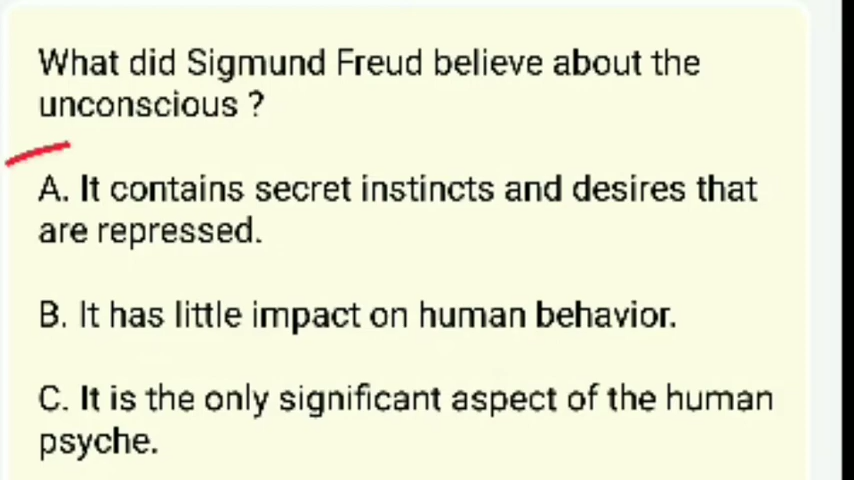 What did Sigmund Freud believe about the
unconscious ?
A. It contains secret instincts and desires that
are repressed.
B. It has little impact on human behavior.
C. It is the only significant aspect of the human
psyche.